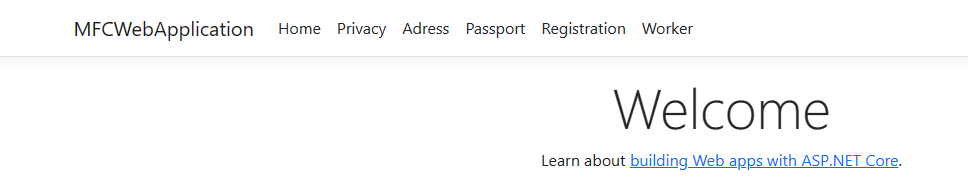 MFCWebApplication Home Privacy Adress Passport Registration Worker
Welcome
Learn about building Web apps with ASP.NET Core.